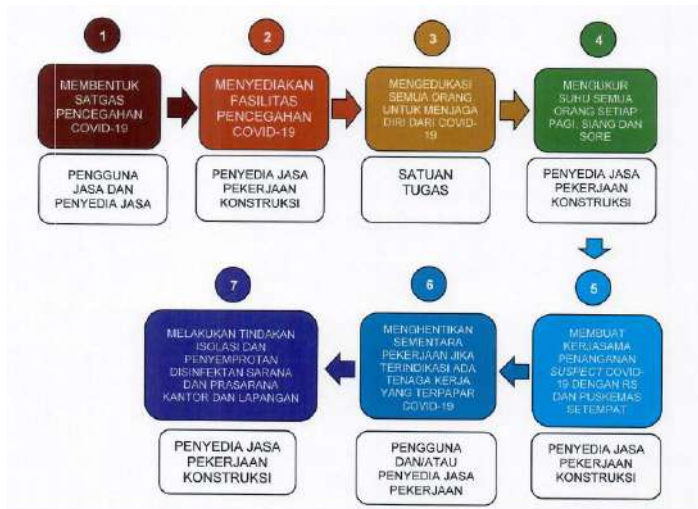 1
MEMBENTUK
SATGAS
PENCEGAHAN
COVID-19
PENGGUNA
JASA DAN
PENYEDIA JASA
2
MENYEDIAKAN
FASILITAS
PENCEGAHAN
COVID-19
PENYEDIA JASA
PEKERJAAN
KONSTRUKSI
3
MENGEDUKASI
SEMUA ORANG
UNTUK MENJAGA
DIRI DARI COVID-
19
SATUAN
TUGAS
4
MENGUKUR
SUHU SEMUA
ORANG SETIAP
PAGI, SIANG DAN
SORE
PENYEDIA JASA
PEKERJAAN
KONSTRUKSI
5
MEMBUAT
KERJASAMA
PENANGANAN
SUSPECT COVID-
19 DENGAN RS
DAN PUSKEMAS
SETEMPAT
PENYEDIA JASA
PEKERJAAN
KONSTRUKSI
6
MENGHENTIKAN
SEMENTARA
PEKERJAAN JIKA
TERINDIKASI ADA
TENAGA KERJA
YANG TERPAPAR
COVID-19
PENGGUNA
DAN/ATAU
PENYEDIA JASA
PEKERJAAN
7
MELAKUKAN TINDAKAN
ISOLASI DAN
PENYEMPROTAN
DISINFEKTAN SARANA
DAN PRASARANA
KANTOR DAN LAPANGAN
PENYEDIA JASA
PEKERJAAN
KONSTRUKSI